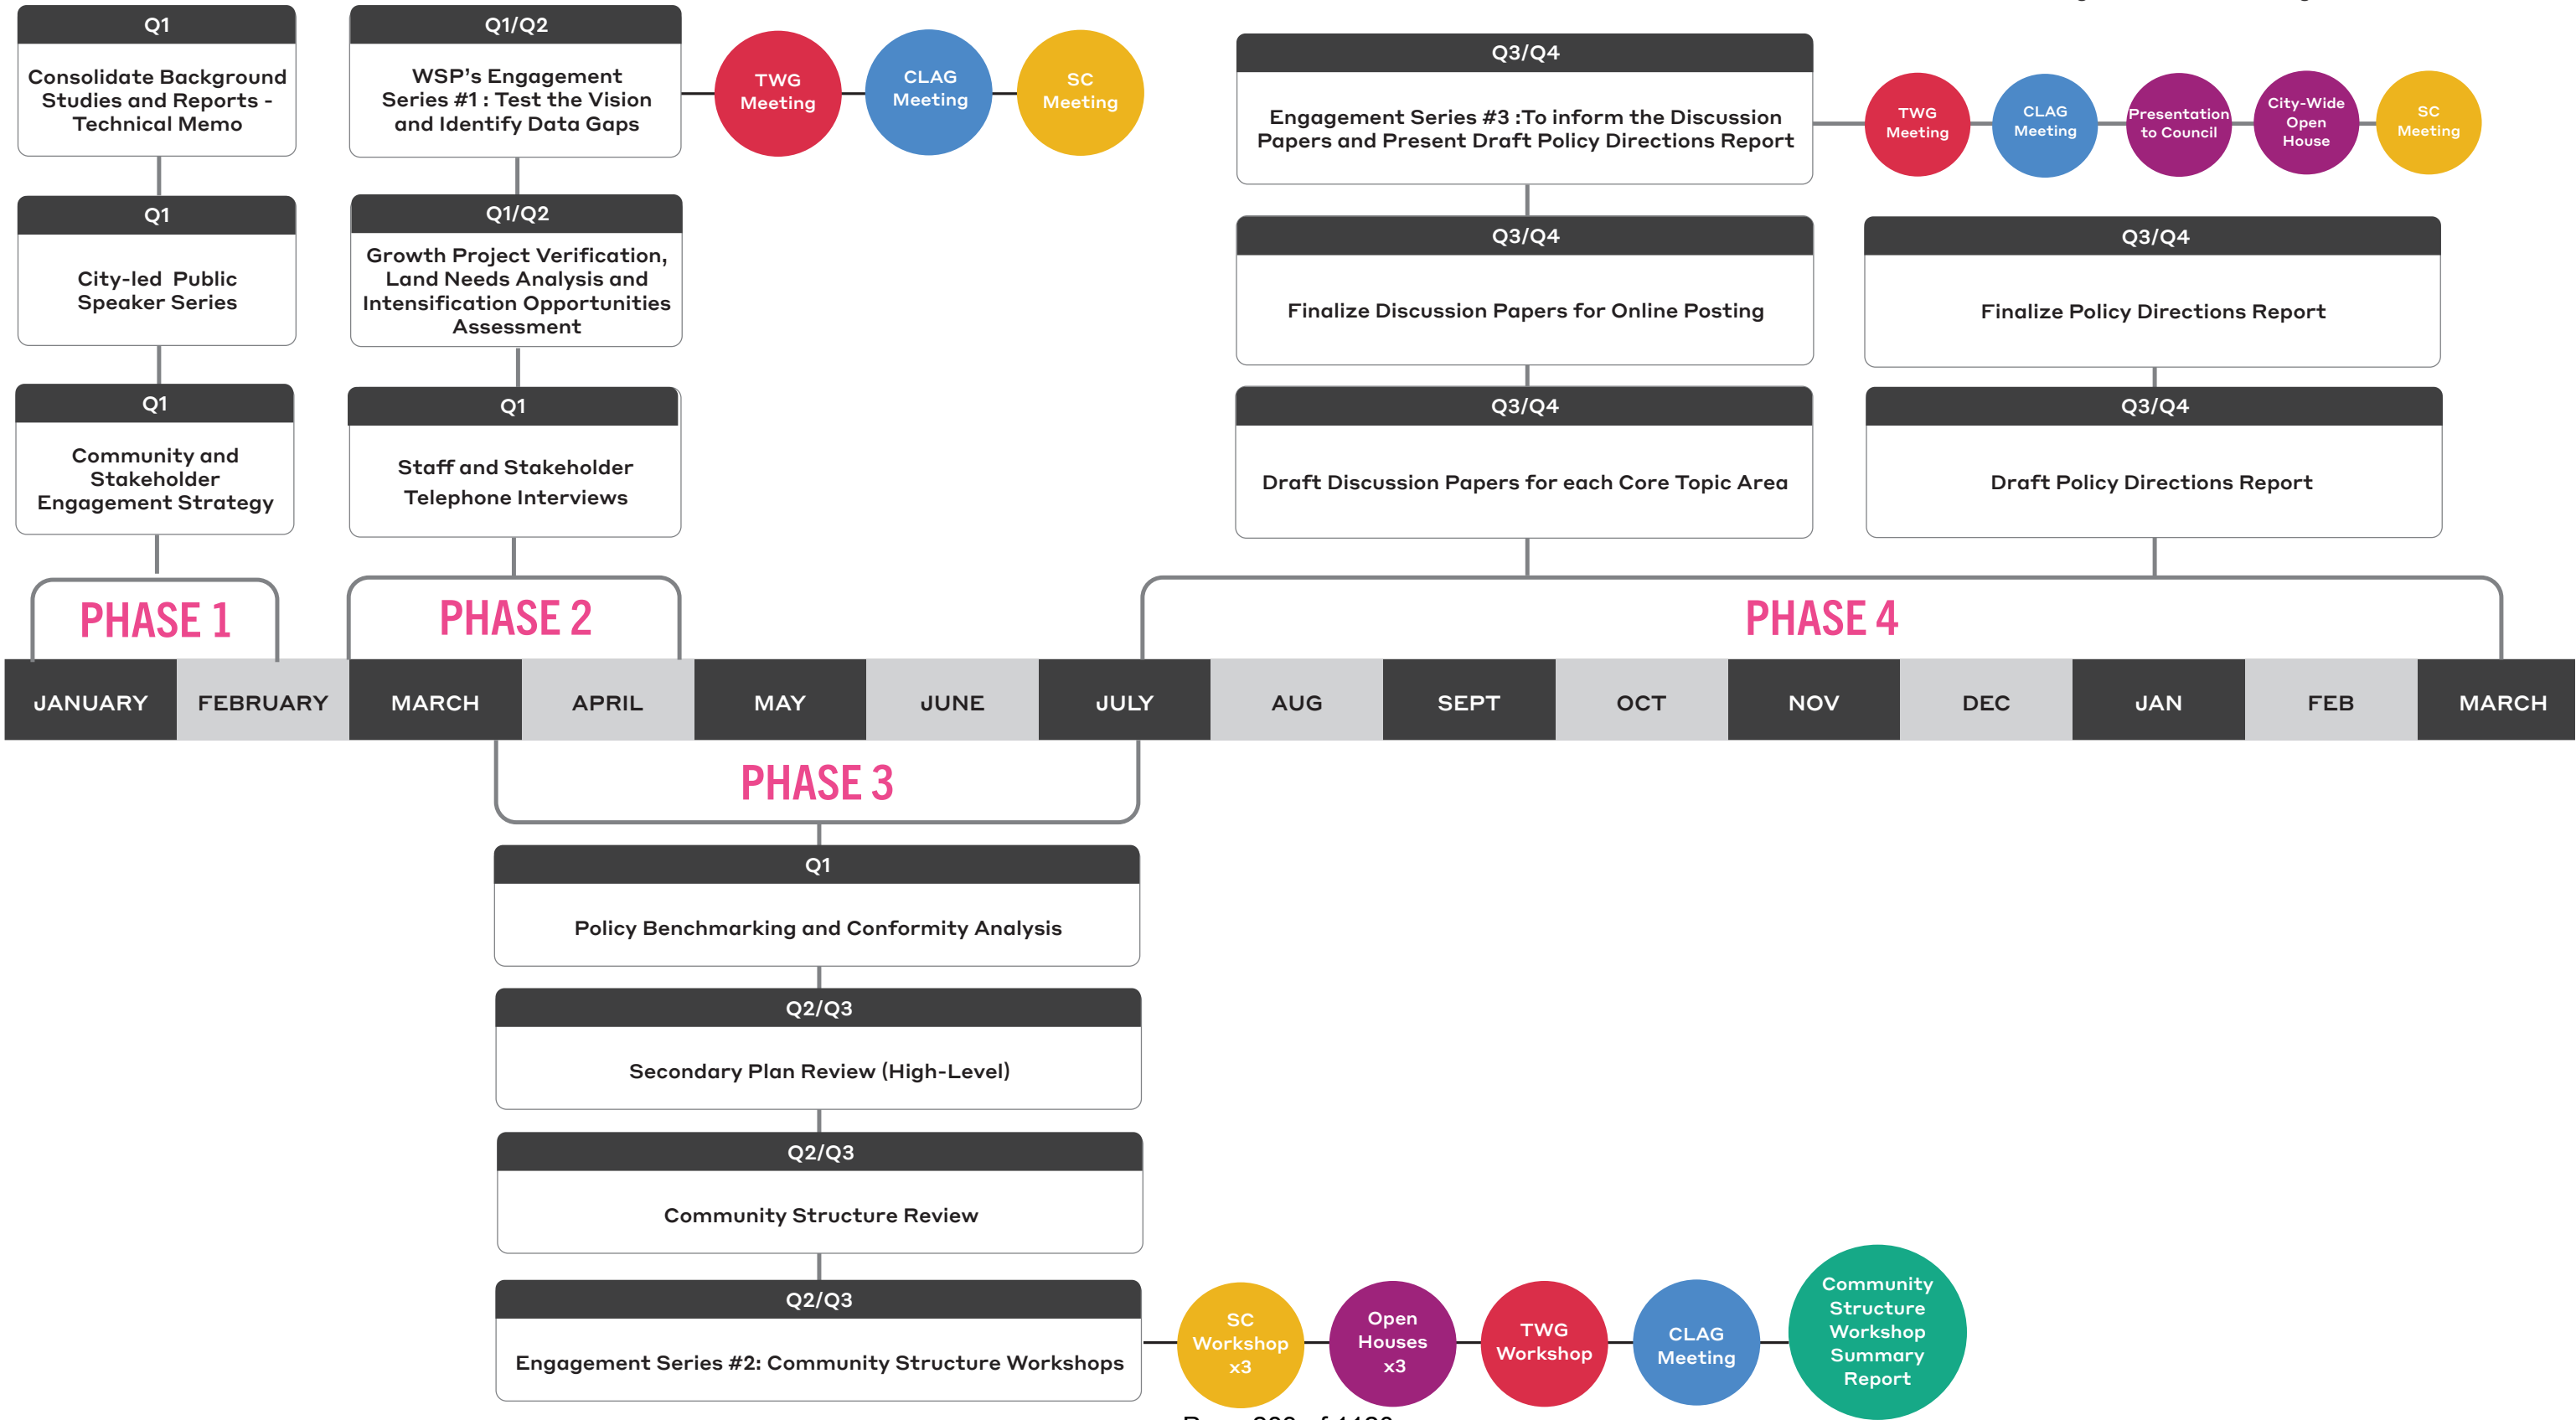 Q1
Consolidate Background
Studies and Reports -
Technical Memo
Q1
City-led Public
Speaker Series
Q1
Community and
Stakeholder
Engagement Strategy
Q1/Q2
WSP's Engagement
Series #1 : Test the Vision
and Identify Data Gaps
TWG
Meeting
CLAG
Meeting
SC
Meeting
Q1/Q2
Growth Project Verification,
Land Needs Analysis and
Intensification Opportunities
Assessment
Q1
Staff and Stakeholder
Telephone Interviews
Q3/Q4
Engagement Series #3 :To inform the Discussion
Papers and Present Draft Policy Directions Report
TWG
Meeting
CLAG
Meeting
Presentation
to Council
City-Wide
Open
House
SC
Meeting
Q3/Q4
Finalize Discussion Papers for Online Posting
Q3/Q4
Draft Discussion Papers for each Core Topic Area
Q3/Q4
Finalize Policy Directions Report
Q3/Q4
Draft Policy Directions Report
PHASE 1
PHASE 2
PHASE 4
JANUARY
FEBRUARY
MARCH
APRIL
MAY
JUNE
JULY
AUG
SEPT
OCT
NOV
DEC
JAN
FEB
MARCH
PHASE 3
Q1
Policy Benchmarking and Conformity Analysis
Q2/Q3
Secondary Plan Review (High-Level)
Q2/Q3
Community Structure Review
Q2/Q3
Engagement Series #2: Community Structure Workshops
SC
Workshop
x3
Open
Houses
x3
TWG
Workshop
CLAG
Meeting
Community
Structure
Workshop
Summary
Report